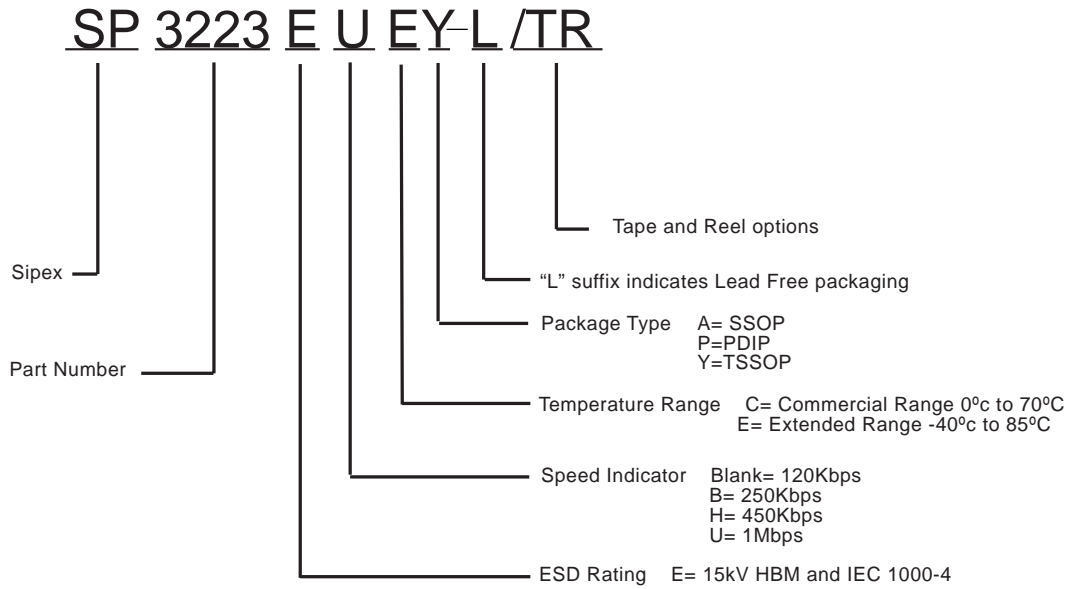 SP 3223 E U EY-L /TR
Tape and Reel options
Sipex
“L” suffix indicates Lead Free packaging
Package Type A= SSOP
P=PDIP
Y=TSSOP
Part Number
Temperature Range C= Commercial Range 0ºc to 70ºC
E= Extended Range -40ºc to 85ºC
Speed Indicator Blank= 120Kbps
B= 250Kbps
H= 450Kbps
U= 1Mbps
ESD Rating E= 15kV HBM and IEC 1000-4